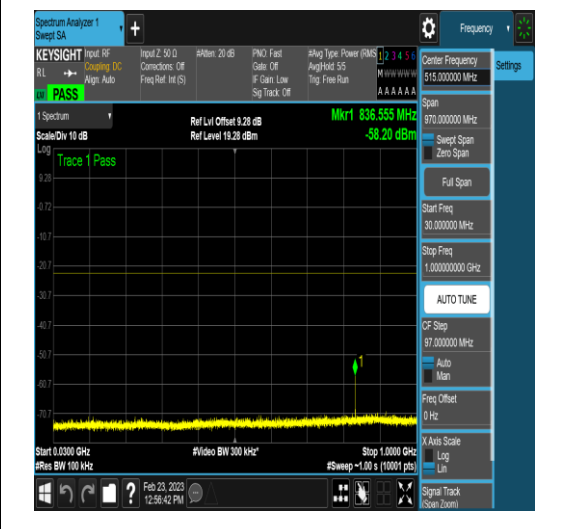 Spectrum Analyzer 1
Swept SA
Frequency
KEYSIGHT
RL
PASS
Input: RF
Coupling: DC
Align: Auto
Input Z: 50 Ω
Corrections: Off
Freq Ref: Int (S)
#Atten: 20 dB
PNO: Fast
Gate: Off
IF Gain: Low
Sig Track: Off
#Avg Type: Power (RMS
Avg|Hold: 5/5
Trig: Free Run
1 2 3 4 5 6
M W W W W W
A A A A A A
1 Spectrum
Scale/Div 10 dB
Ref Lvl Offset 9.28 dB
Ref Level 19.28 dBm
Mkr1 836.555 MHz
-58.20 dBm
Log
Trace 1 Pass
9.28
-0.72
-10.7
-20.7
-30.7
-40.7
-50.7
-60.7
-70.7
1
Start 0.0300 GHz
#Res BW 100 kHz
#Video BW 300 kHz*
Stop 1.0000 GHz
#Sweep ~1.00 s (10001 pts)
Feb 23, 2023
12:56:42 PM
?
Settings
Center Frequency
515.000000 MHz
Span
970.000000 MHz
Swept Span
Zero Span
Full Span
Start Freq
30.000000 MHz
Stop Freq
1.000000000 GHz
AUTO TUNE
CF Step
97.000000 MHz
Auto
Man
Freq Offset
0 Hz
X Axis Scale
Log
Lin
Signal Track
(Span Zoom)